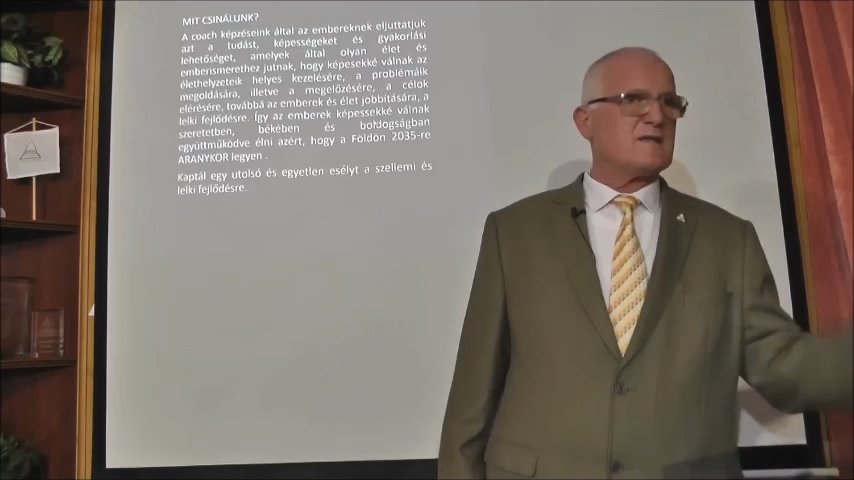 MIT CSINÁLUNK?
A coach képzéseink által az embereknek eljuttatjuk
azt a tudást, képességeket és gyakorlási
lehetőséget, amelyek által olyan élet és
emberismerethez jutnak, hogy képesekké válnak az
élethelyzeteik helyes kezelésére, a problémáik
megoldására, illetve a megelőzésére, a célok
elérésére, továbbá az emberek és élet jobbítására, a
lelki fejlődésre. Így az emberek képessekké válnak
szeretetben, békében és boldogságban
együttműködve élni azért, hogy a Földön 2035-re
ARANYKOR legyen .
Kaptál egy utolsó és egyetlen esélyt a szellemi és
lelki fejlődésre.